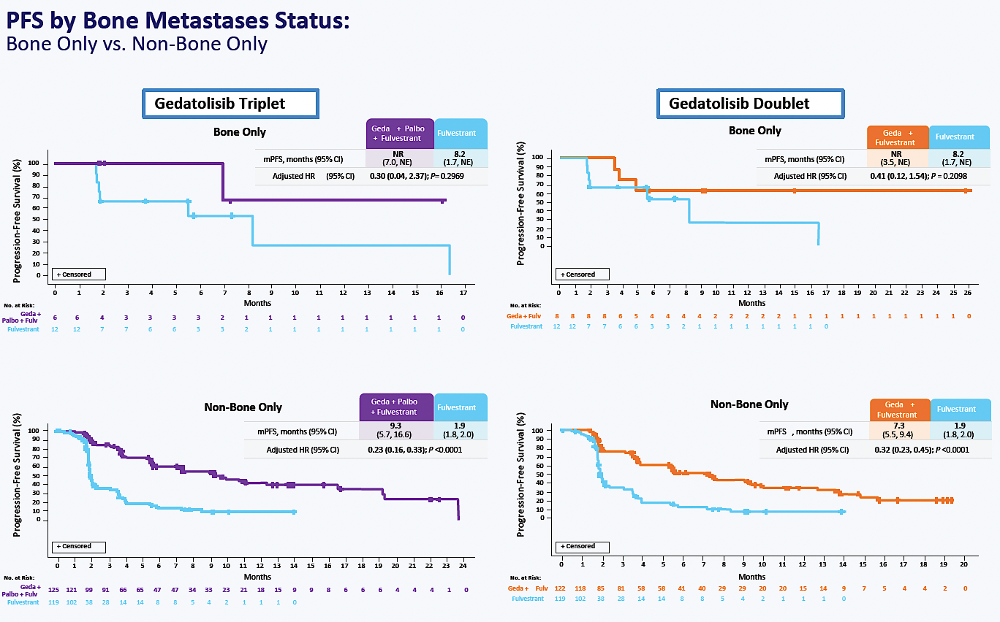 PFS by Bone Metastases Status:
Bone Only vs. Non-Bone Only
Gedatolisib Triplet
Bone Only
Geda + Palbo + Fulvestrant
Fulvestrant
mPFS, months (95% CI)
NR (7.0, NE)
8.2 (1.7, NE)
Adjusted HR (95% CI)
0.30 (0.04, 2.37); P= 0.2969
Progression-Free Survival (%)
100
90
80
70
60
50
40
30
20
10
0
+ Censored
0 1 2 3 4 5 6 7 8 9 10 11 12 13 14 15 16 17
Months
No. at Risk:
Geda + Palbo + Fulv 6 6 4 3 3 3 3 2 1 1 1 1 1 1 1 1 1 0
Fulvestrant 12 12 7 7 6 6 3 3 2 1 1 1 1 1 1 1 1 0
Gedatolisib Doublet
Bone Only
Geda + Fulvestrant
Fulvestrant
mPFS, months (95% CI)
NR (3.5, NE)
8.2 (1.7, NE)
Adjusted HR (95% CI)
0.41 (0.12, 1.54); P = 0.2098
Progression-Free Survival (%)
100
90
80
70
60
50
40
30
20
10
0
+ Censored
0 1 2 3 4 5 6 7 8 9 10 11 12 13 14 15 16 17 18 19 20 21 22 23 24 25 26
Months
No. at Risk:
Geda + Fulv 8 8 8 8 6 5 4 4 4 4 2 2 2 2 2 1 1 1 1 1 1 1 1 1 1 1 0
Fulvestrant 12 12 7 7 6 6 3 3 2 1 1 1 1 1 1 1 1 0
Non-Bone Only
Geda + Palbo + Fulvestrant
Fulvestrant
mPFS, months (95% CI)
9.3 (5.7, 16.6)
1.9 (1.8, 2.0)
Adjusted HR (95% CI)
0.23 (0.16, 0.33); P <0.0001
Progression-Free Survival (%)
100
90
80
70
60
50
40
30
20
10
0
+ Censored
0 1 2 3 4 5 6 7 8 9 10 11 12 13 14 15 16 17 18 19 20 21 22 23 24
Months
No. at Risk:
Geda + Palbo + Fulv 125 121 99 91 66 65 47 47 34 33 23 21 18 15 9 9 8 6 6 6 4 4 4 1 0
Fulvestrant 119 102 38 28 14 14 8 8 5 4 2 1 1 1 0
Non-Bone Only
Geda + Fulvestrant
Fulvestrant
mPFS , months (95% CI)
7.3 (5.5, 9.4)
1.9 (1.8, 2.0)
Adjusted HR (95% CI)
0.32 (0.23, 0.45); P <0.0001
Progression-Free Survival (%)
100
90
80
70
60
50
40
30
20
10
0
+ Censored
0 1 2 3 4 5 6 7 8 9 10 11 12 13 14 15 16 17 18 19 20
Months
No. at Risk:
Geda + Fulv 122 118 85 81 58 58 41 40 29 29 20 20 15 14 9 7 5 4 4 2 0
Fulvestrant 119 102 38 28 14 14 8 8 5 4 2 1 1 1 0